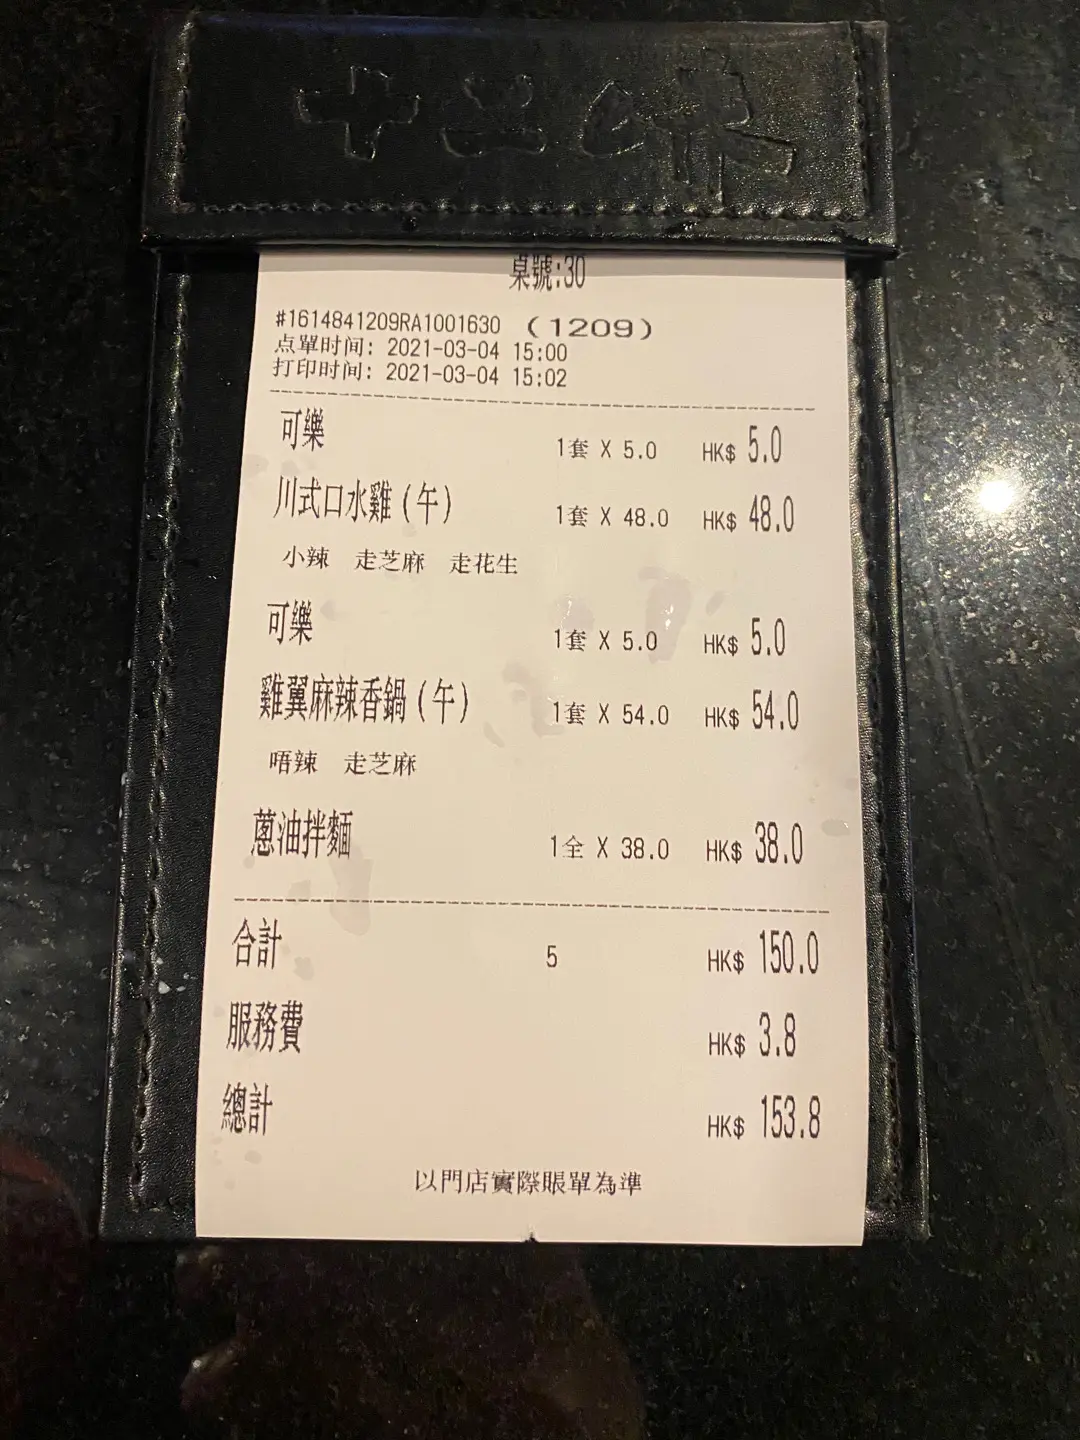 十二味
桌號:30
#1614841209RA1001630 (1209)
点單时间: 2021-03-04 15:00
打印时间: 2021-03-04 15:02
可樂 1套 X 5.0 HK$ 5.0
川式口水雞(午) 1套 X 48.0 HK$ 48.0
小辣 走芝麻 走花生
可樂 1套 X 5.0 HK$ 5.0
雞翼麻辣香鍋(午) 1套 X 54.0 HK$ 54.0
唔辣 走芝麻
蔥油拌麵 1全 X 38.0 HK$ 38.0
合計 5 HK$ 150.0
服務費 HK$ 3.8
總計 HK$ 153.8
以門店實際賬單為準